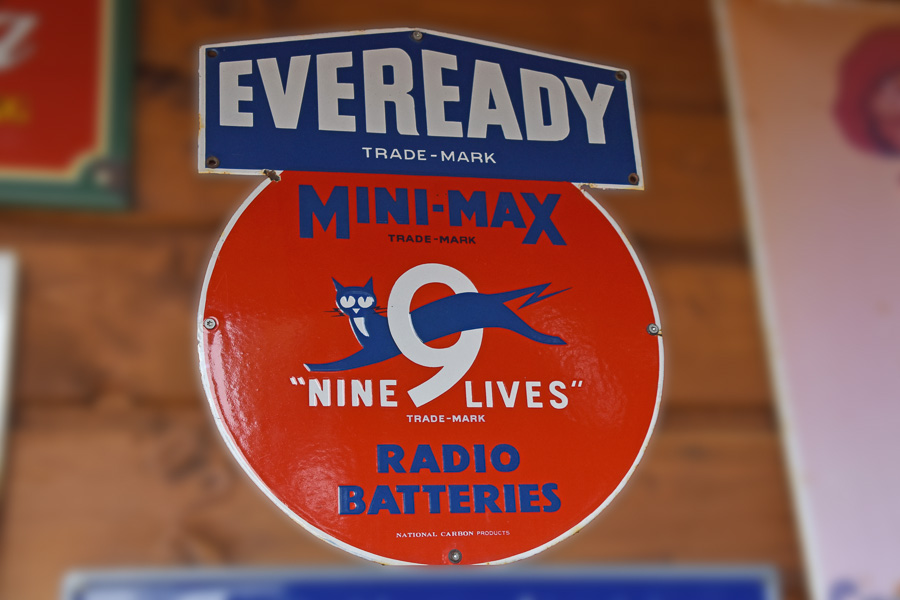 EVEREADY
TRADE-MARK
MINI-MAX
TRADE-MARK
9
"NINE LIVES"
TRADE-MARK
RADIO
BATTERIES
NATIONAL CARBON PRODUCTS